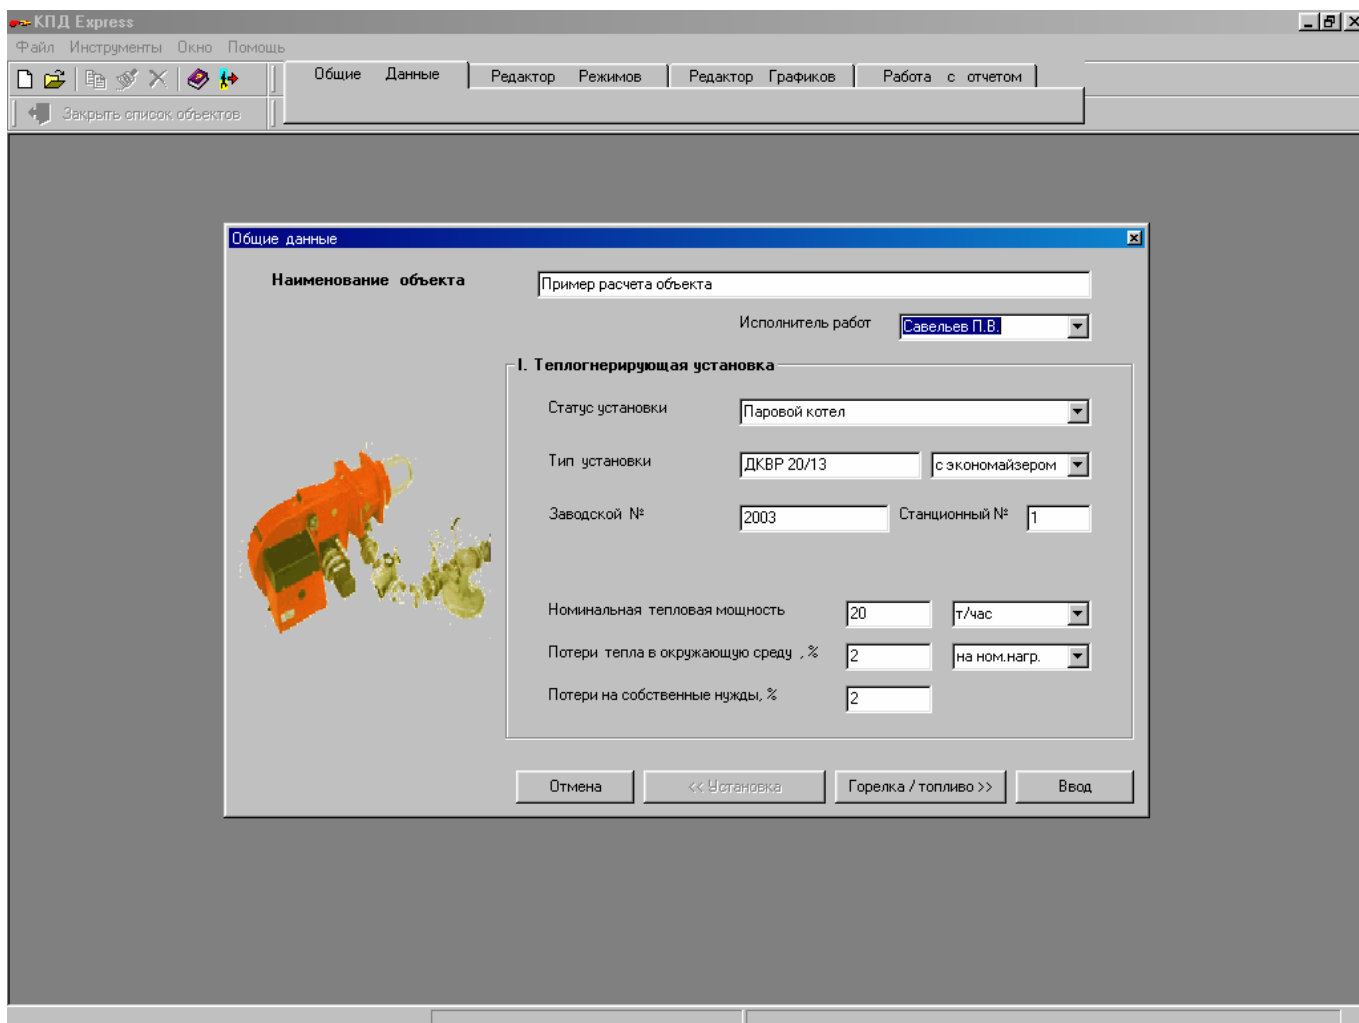 КПД Express
Файл Инструменты Окно Помощь
Общие Данные Редактор Режимов Редактор Графиков Работа с отчетом
Закрыть список объектов
Общие данные
Наименование объекта Пример расчета объекта
Исполнитель работ Савельев П.В.
I. Теплогнерирующая установка
Статус установки Паровой котел
Тип установки ДКВР 20/13 с экономайзером
Заводской № 2003 Станционный № 1
Номинальная тепловая мощность 20 т/час
Потери тепла в окружающую среду , % 2 на ном.нагр.
Потери на собственные нужды, % 2
Отмена << Установка Горелка / топливо >> Ввод